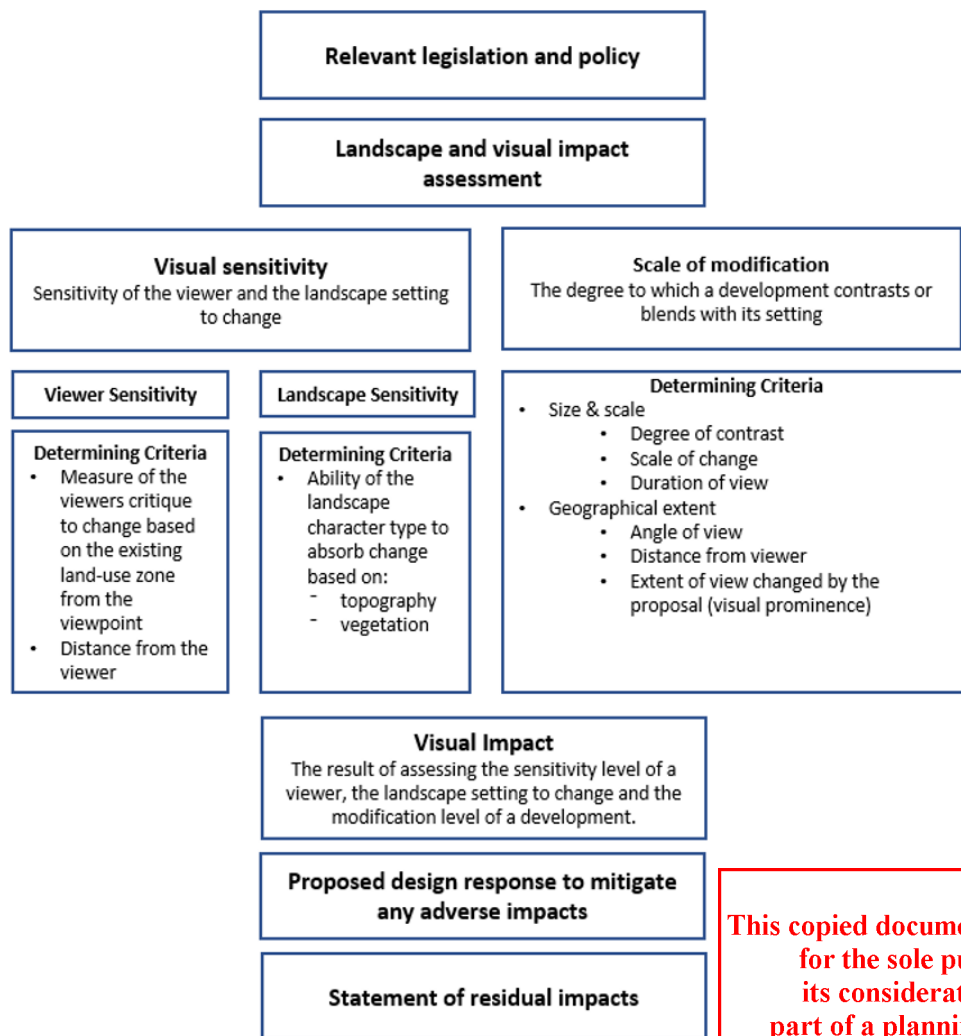 Relevant legislation and policy
Landscape and visual impact
assessment
Visual sensitivity
Sensitivity of the viewer and the landscape setting
to change
Scale of modification
The degree to which a development contrasts or
blends with its setting
Viewer Sensitivity
Landscape Sensitivity
Determining Criteria
• Measure of the
viewers critique
to change based
on the existing
land-use zone
from the
viewpoint
• Distance from the
viewer
Determining Criteria
• Ability of the
landscape
character type to
absorb change
based on:
- topography
- vegetation
Determining Criteria
• Size & scale
• Degree of contrast
• Scale of change
• Duration of view
• Geographical extent
• Angle of view
• Distance from viewer
• Extent of view changed by the
proposal (visual prominence)
Visual Impact
The result of assessing the sensitivity level of a
viewer, the landscape setting to change and the
modification level of a development.
Proposed design response to mitigate
any adverse impacts
Statement of residual impacts
This copied docume
for the sole pu
its considerat
part of a plannin